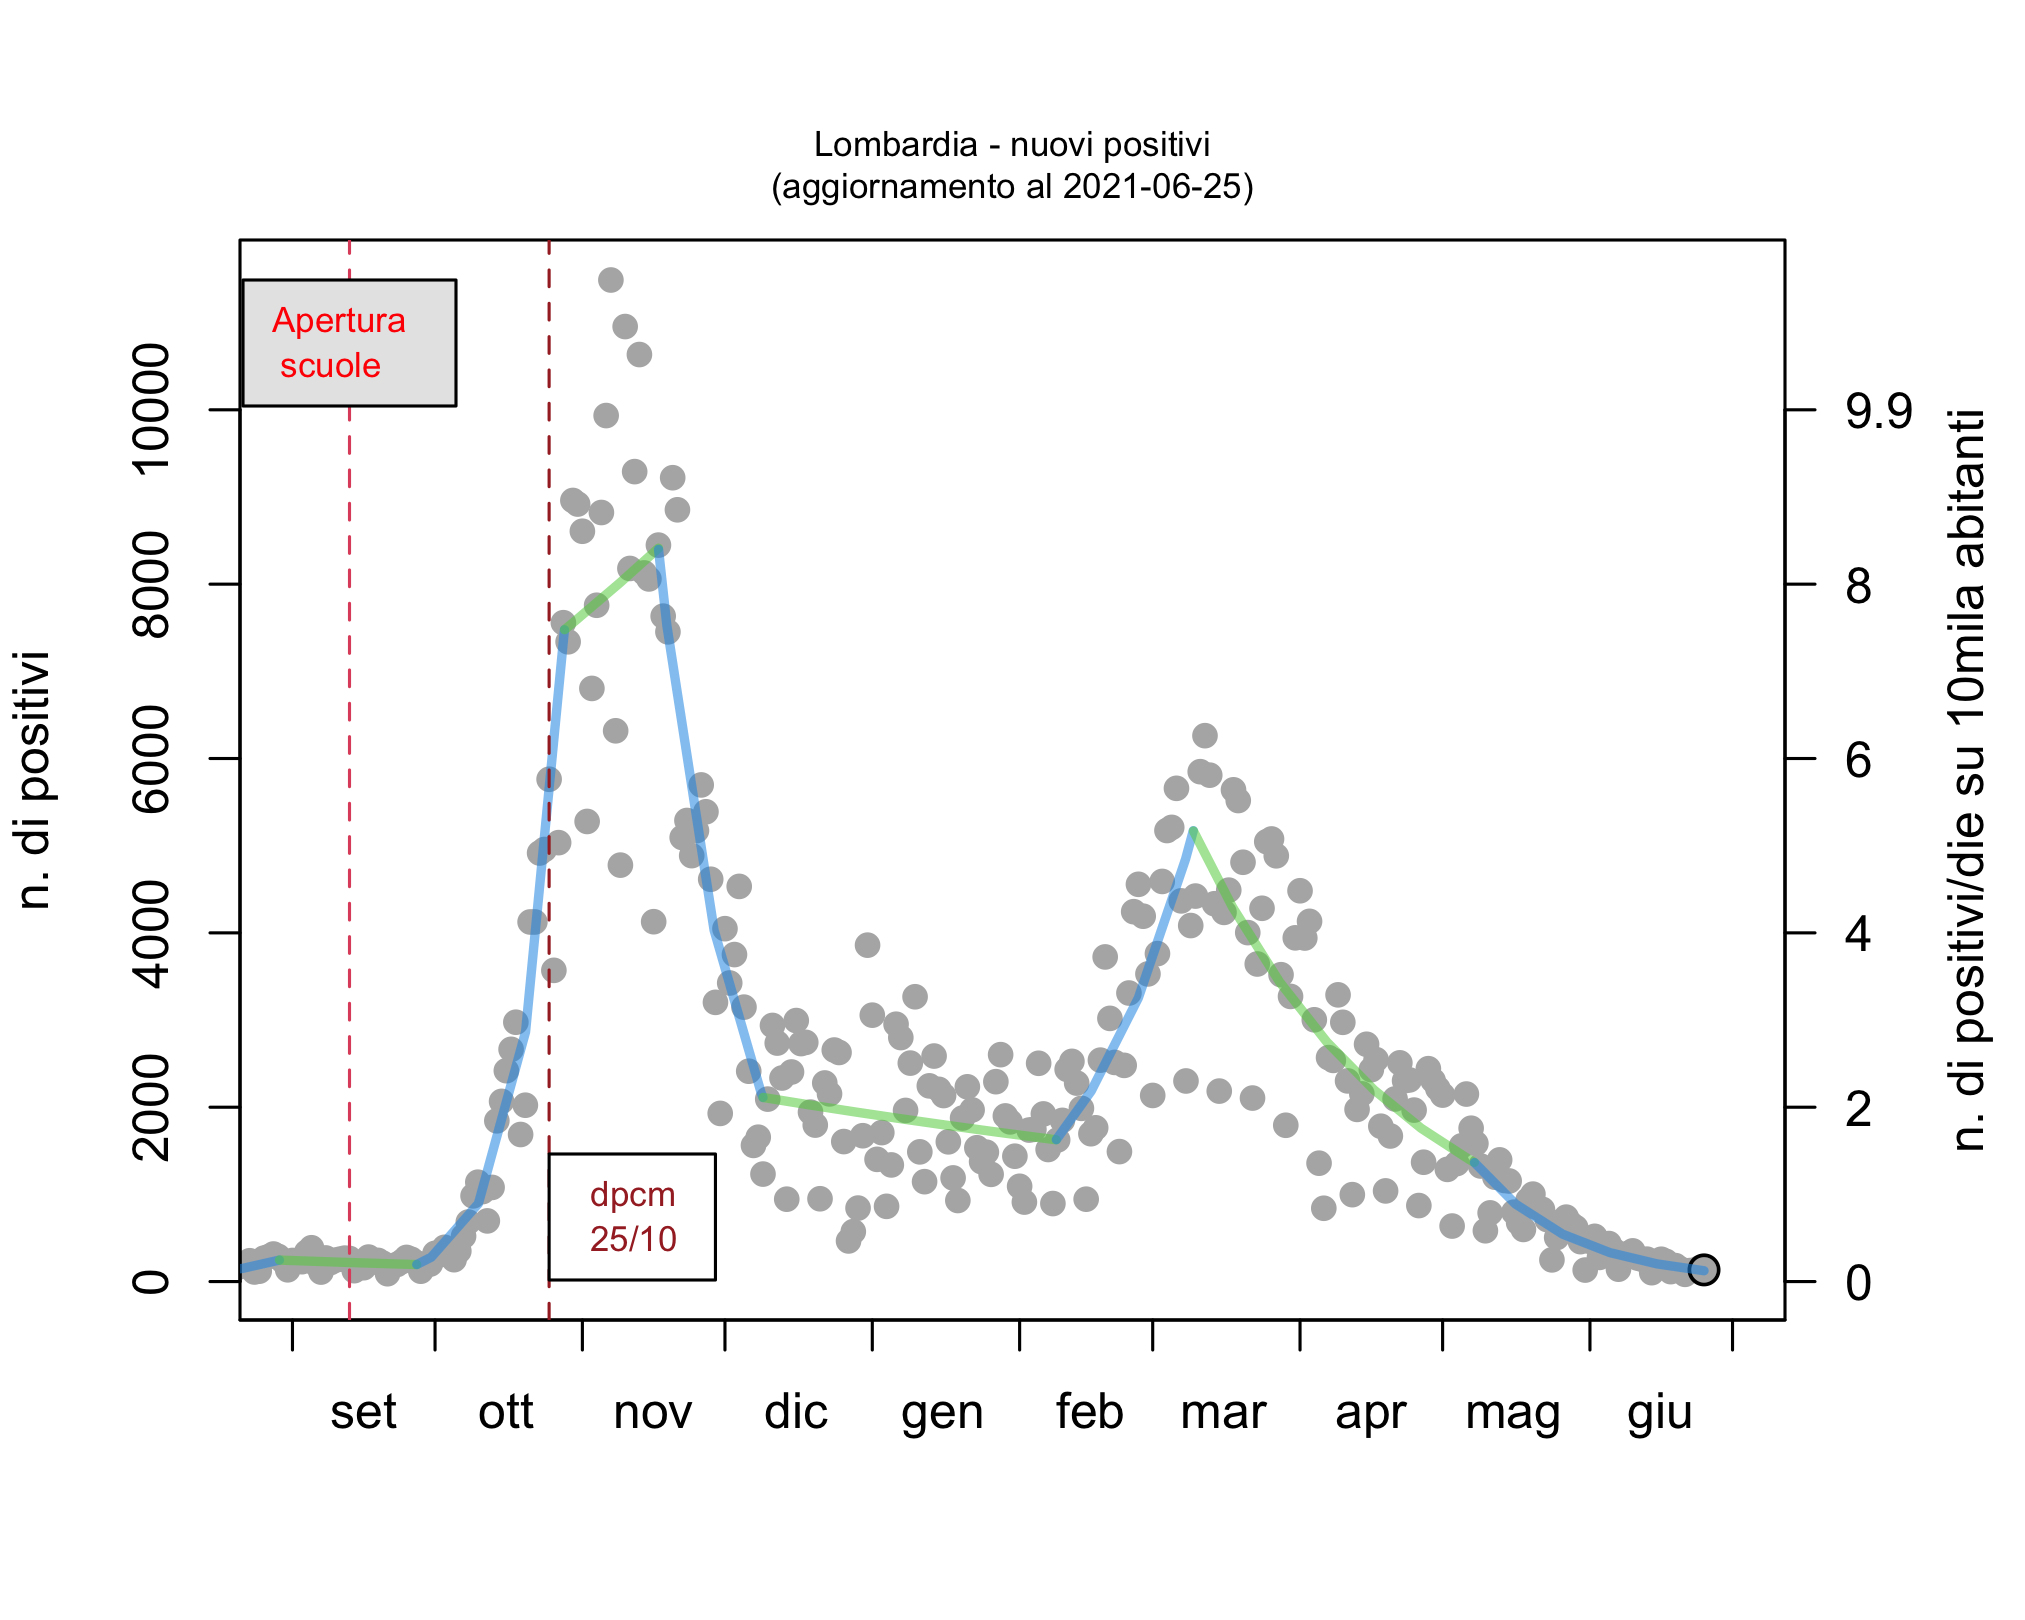 Lombardia - nuovi positivi
(aggiornamento al 2021-06-25)
Apertura
scuole
dpcm
25/10
n. di positivi
0
2000
4000
6000
8000
10000
n. di positivi/die su 10mila abitanti
9.9
8
6
4
2
0
set ott nov dic gen feb mar apr mag giu